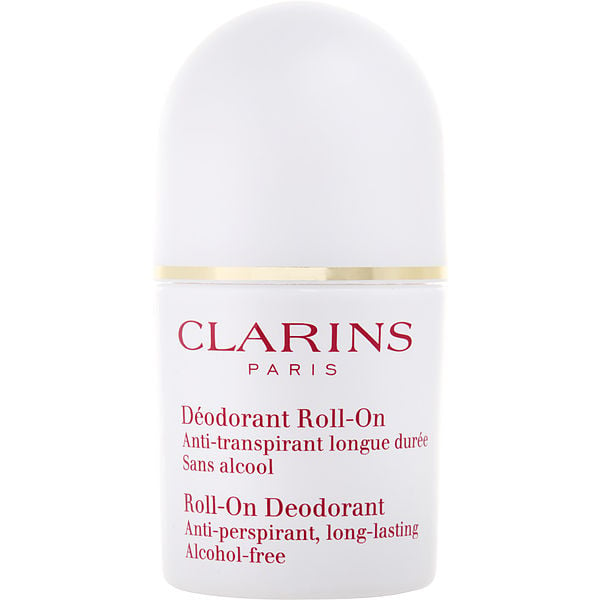 CLARINS
PARIS
Déodorant Roll-On
Anti-transpirant longue durée
Sans alcool
Roll-On Deodorant
Anti-perspirant, long-lasting
Alcohol-free